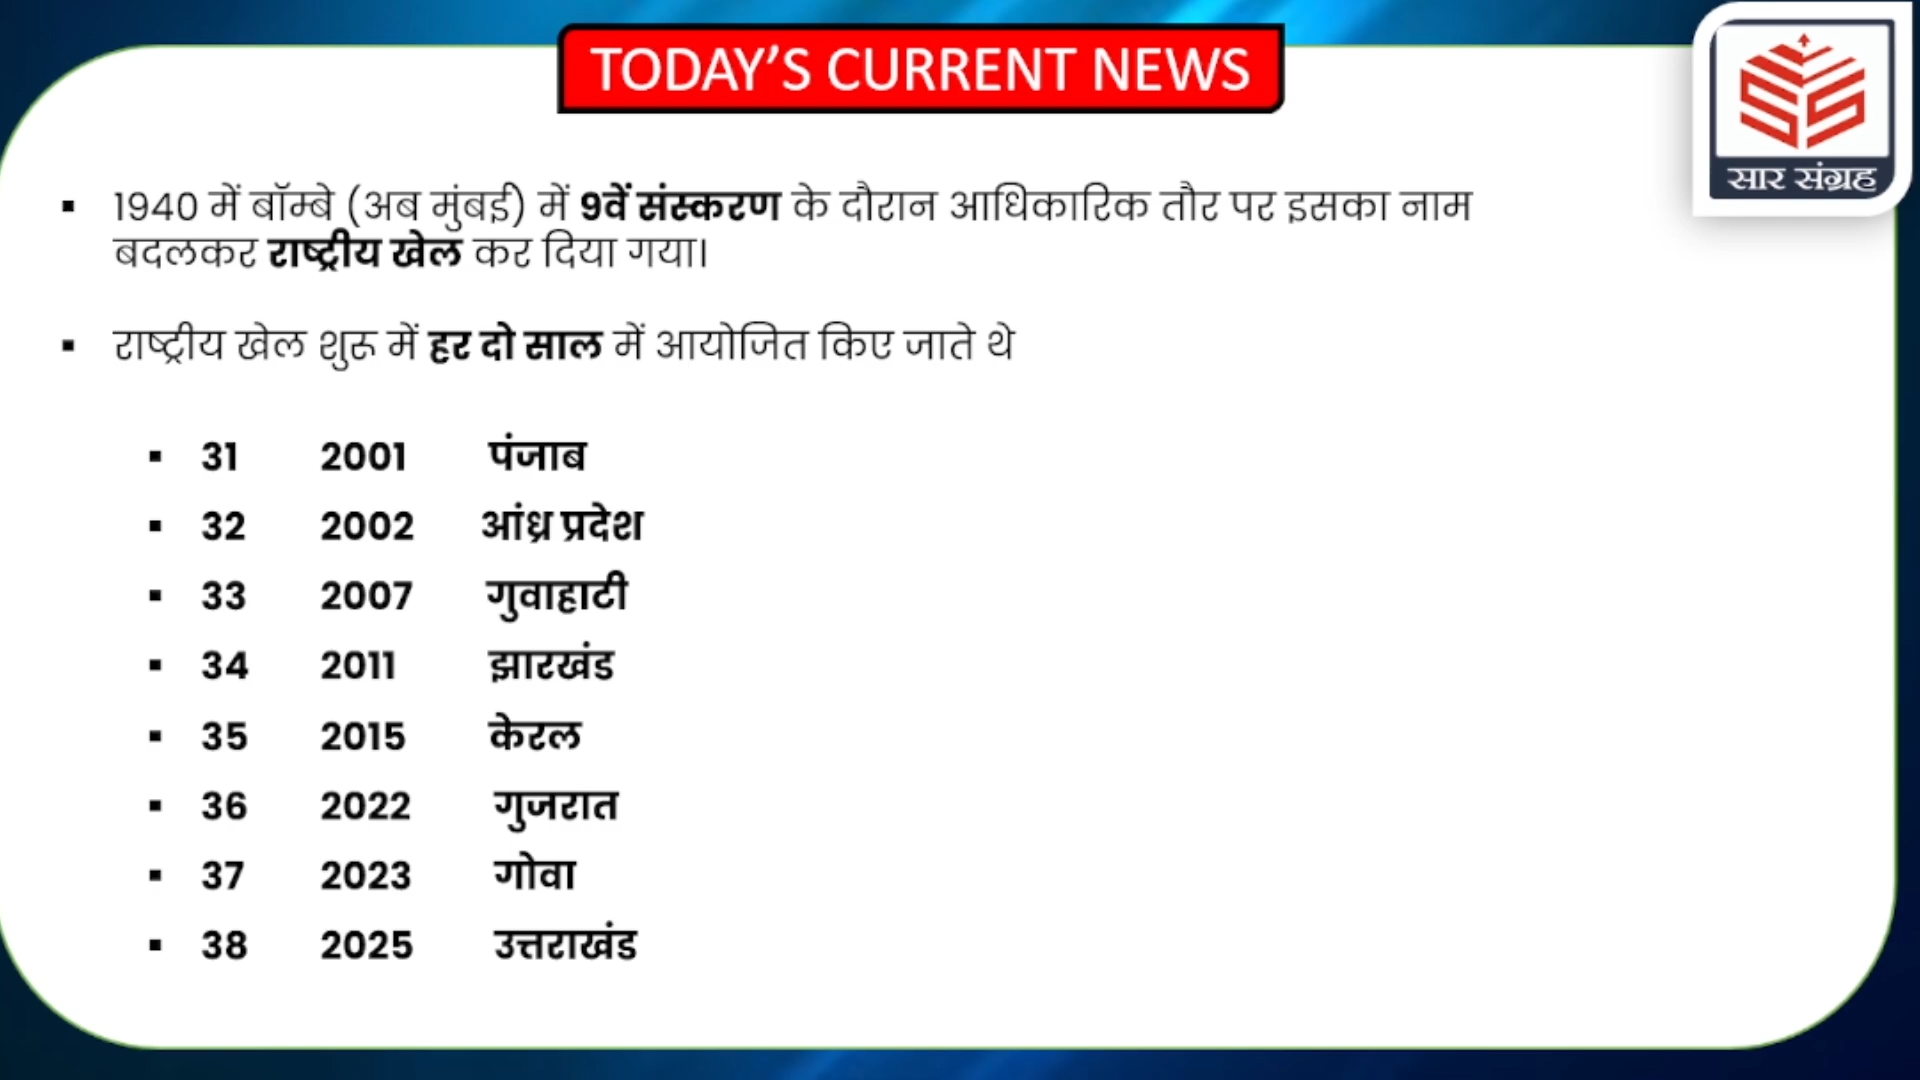 TODAY'S CURRENT NEWS
सार संग्रह
▪ 1940 में बॉम्बे (अब मुंबई) में 9वें संस्करण के दौरान आधिकारिक तौर पर इसका नाम
बदलकर राष्ट्रीय खेल कर दिया गया।
▪ राष्ट्रीय खेल शुरू में हर दो साल में आयोजित किए जाते थे
▪ 31 2001 पंजाब
▪ 32 2002 आंध्र प्रदेश
▪ 33 2007 गुवाहाटी
▪ 34 2011 झारखंड
▪ 35 2015 केरल
▪ 36 2022 गुजरात
▪ 37 2023 गोवा
▪ 38 2025 उत्तराखंड